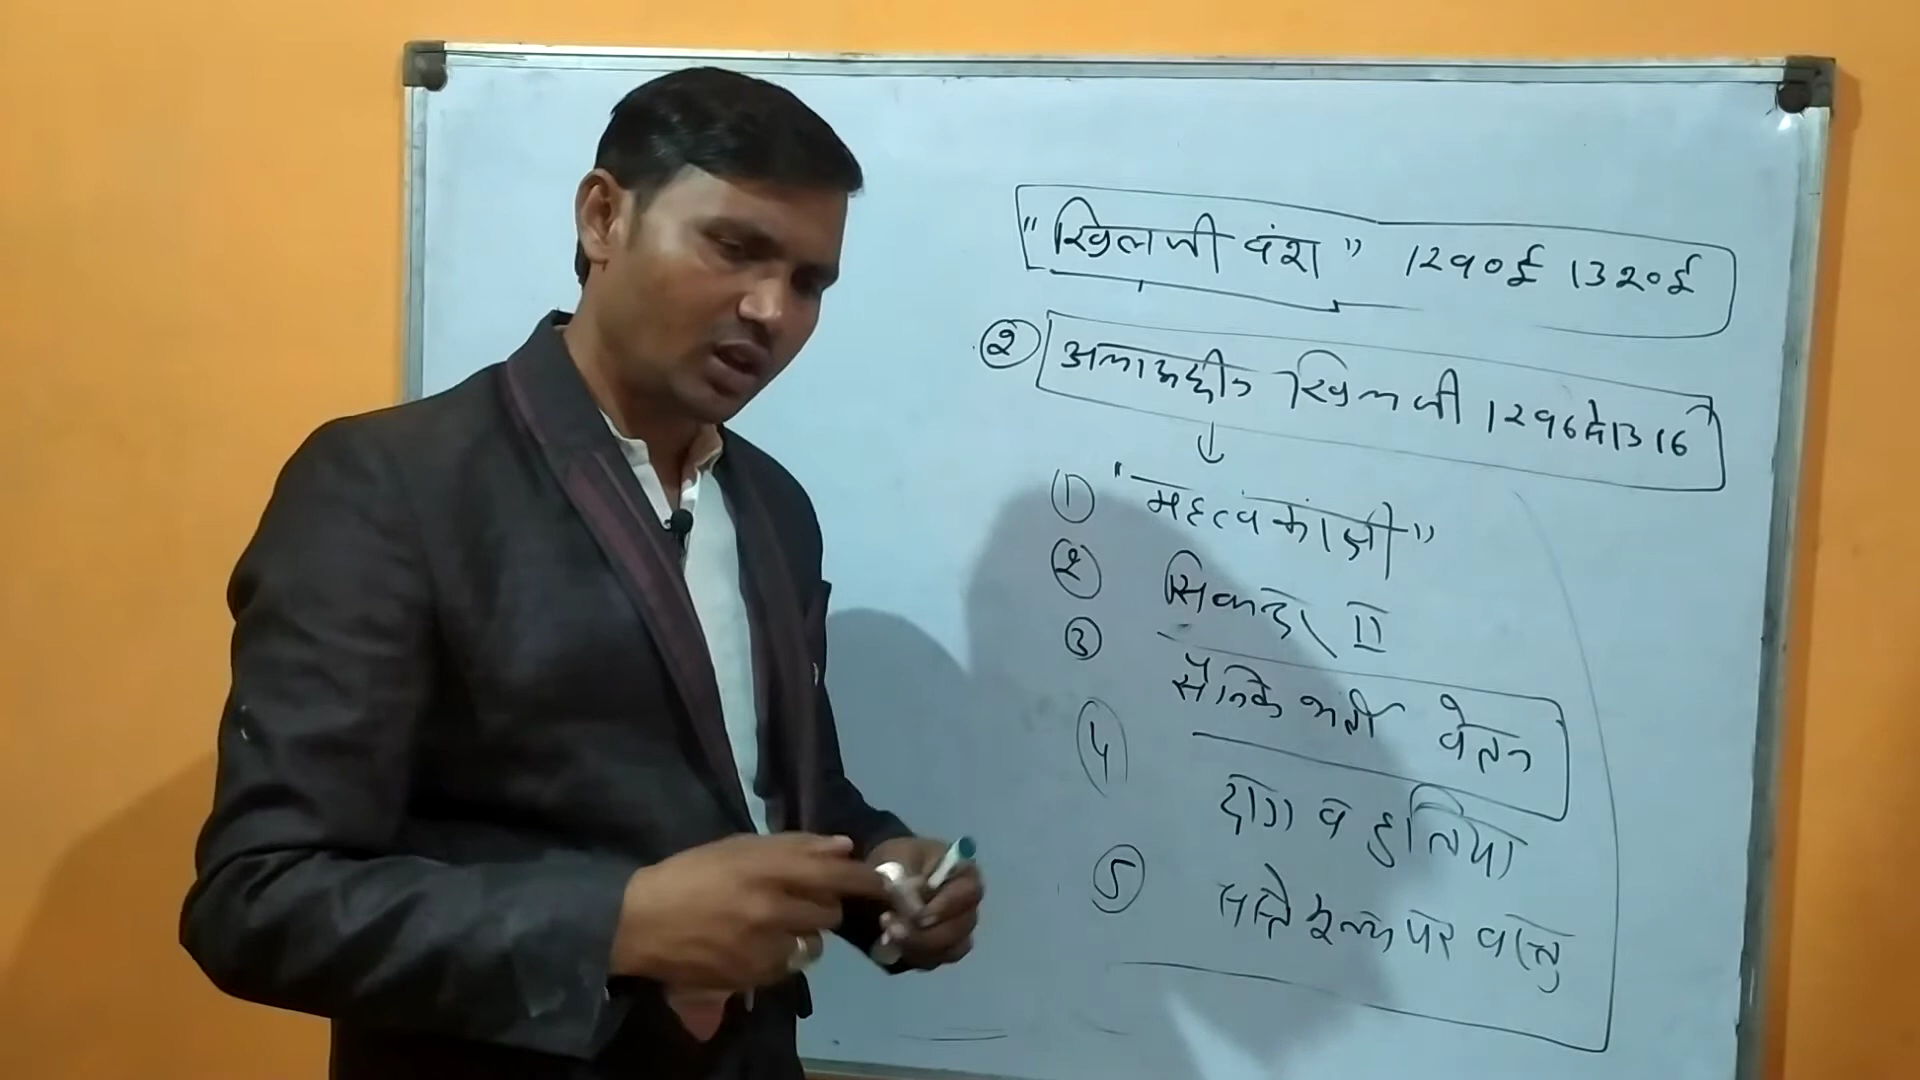 "खिलजी वंश" 1290ई 1320ई
② अलाउद्दीन खिलजी 1296से1316
↓
① "महत्वकांक्षी"
② सिकन्दर II
③ सैनिक भर्ती वेतन
4 दाग व हुलिया
⑤ सस्ते मूल्य पर वस्तु